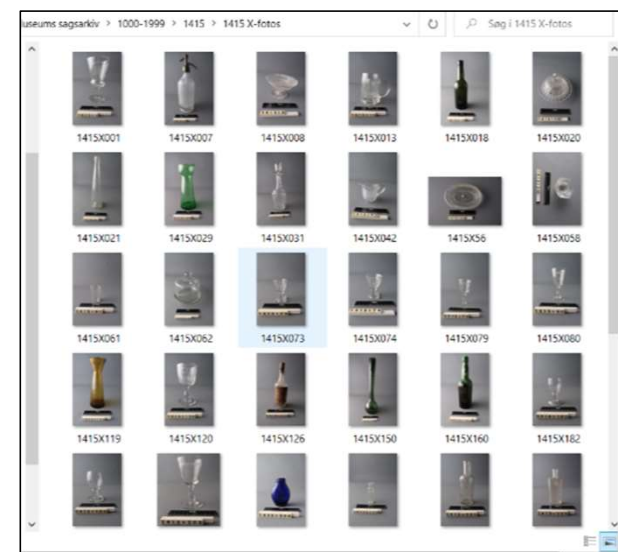 useums sagsarkiv > 1000-1999 > 1415 > 1415 X-fotos
Søg i 1415 X-fotos
1415X001 1415X007 1415X008 1415X013 1415X018 1415X020
1415X021 1415X029 1415X031 1415X042 1415X56 1415X058
1415X061 1415X062 1415X073 1415X074 1415X079 1415X080
1415X119 1415X120 1415X126 1415X150 1415X160 1415X182